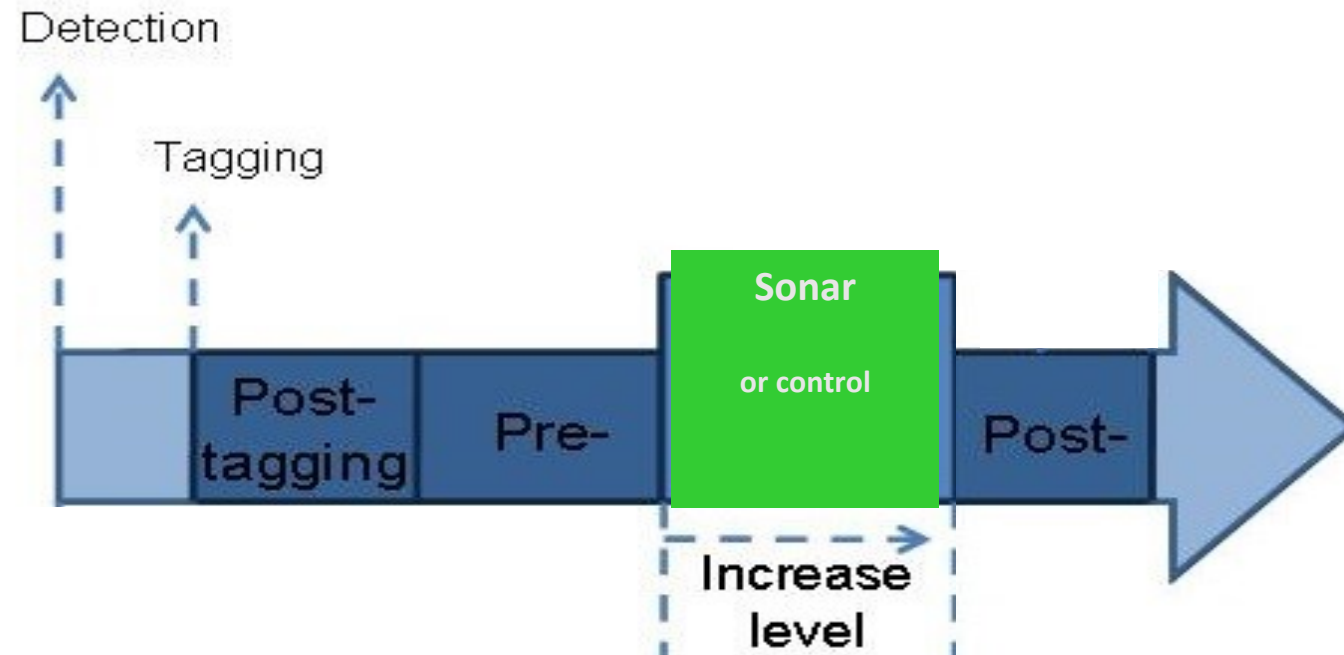 Detection
Tagging
Sonar
or control
Post-
tagging
Pre-
Post-
Increase
level